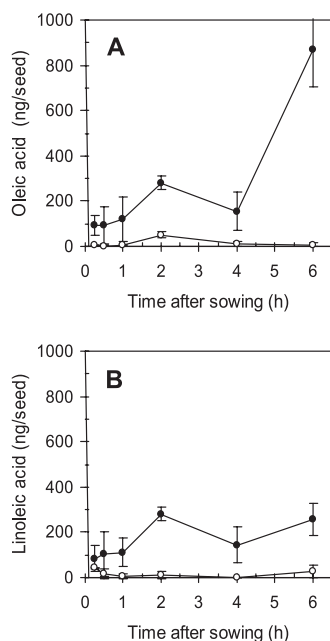 A
Oleic acid (ng/seed)
1000
800
600
400
200
0
0 1 2 3 4 5 6
Time after sowing (h)
B
Linoleic acid (ng/seed)
1000
800
600
400
200
0
0 1 2 3 4 5 6
Time after sowing (h)